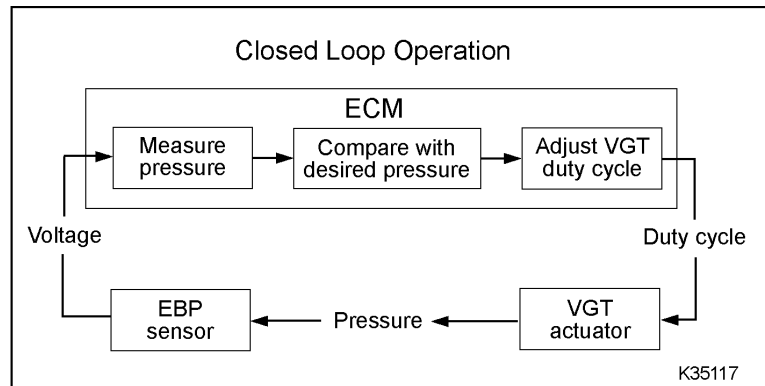 Closed Loop Operation
ECM
Measure
pressure
Compare with
desired pressure
Adjust VGT
duty cycle
Voltage
Duty cycle
EBP
sensor
Pressure
VGT
actuator
K35117